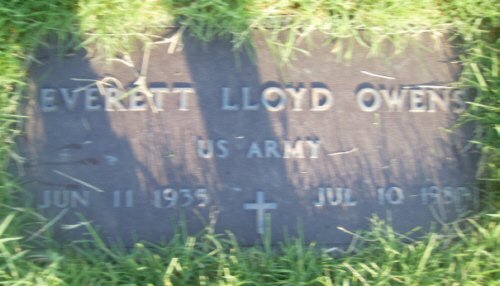 EVERETT LLOYD OWENS
US ARMY
JUN 11 1935 JUL 10